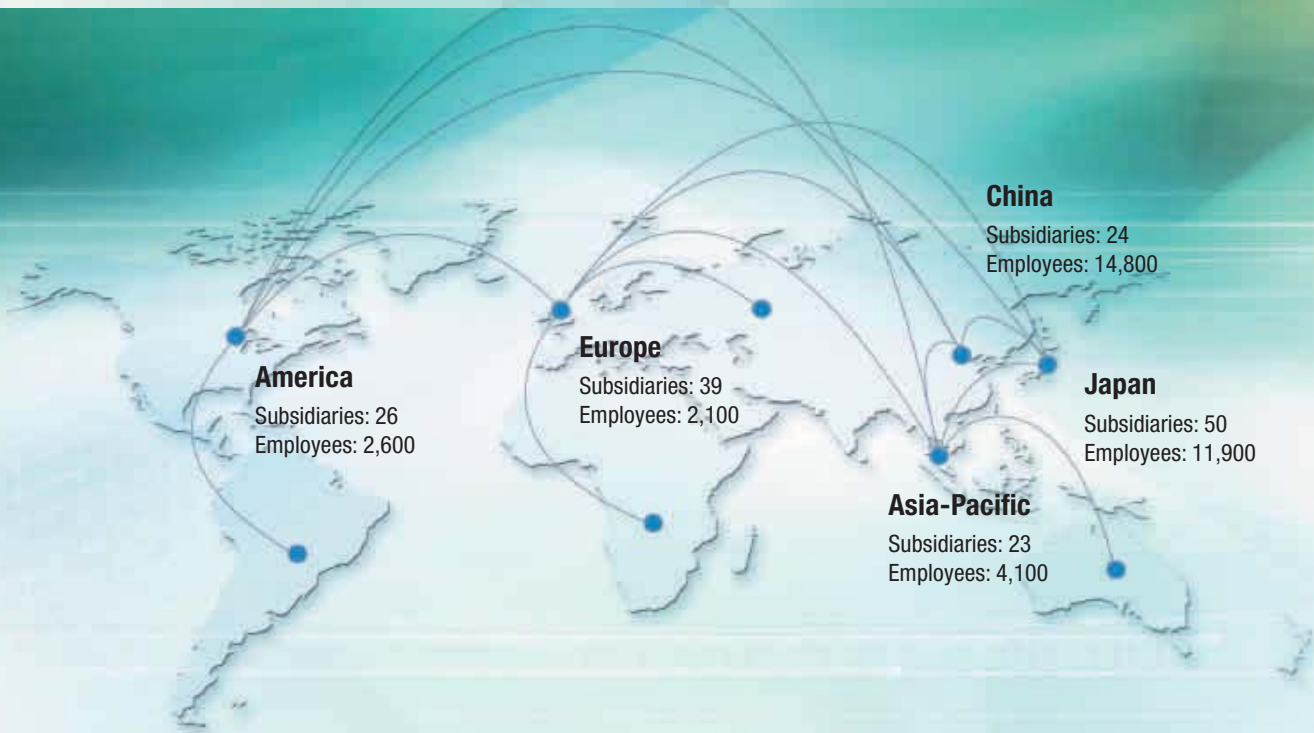 China
Subsidiaries: 24
Employees: 14,800
Europe
Subsidiaries: 39
Employees: 2,100
America
Subsidiaries: 26
Employees: 2,600
Japan
Subsidiaries: 50
Employees: 11,900
Asia-Pacific
Subsidiaries: 23
Employees: 4,100